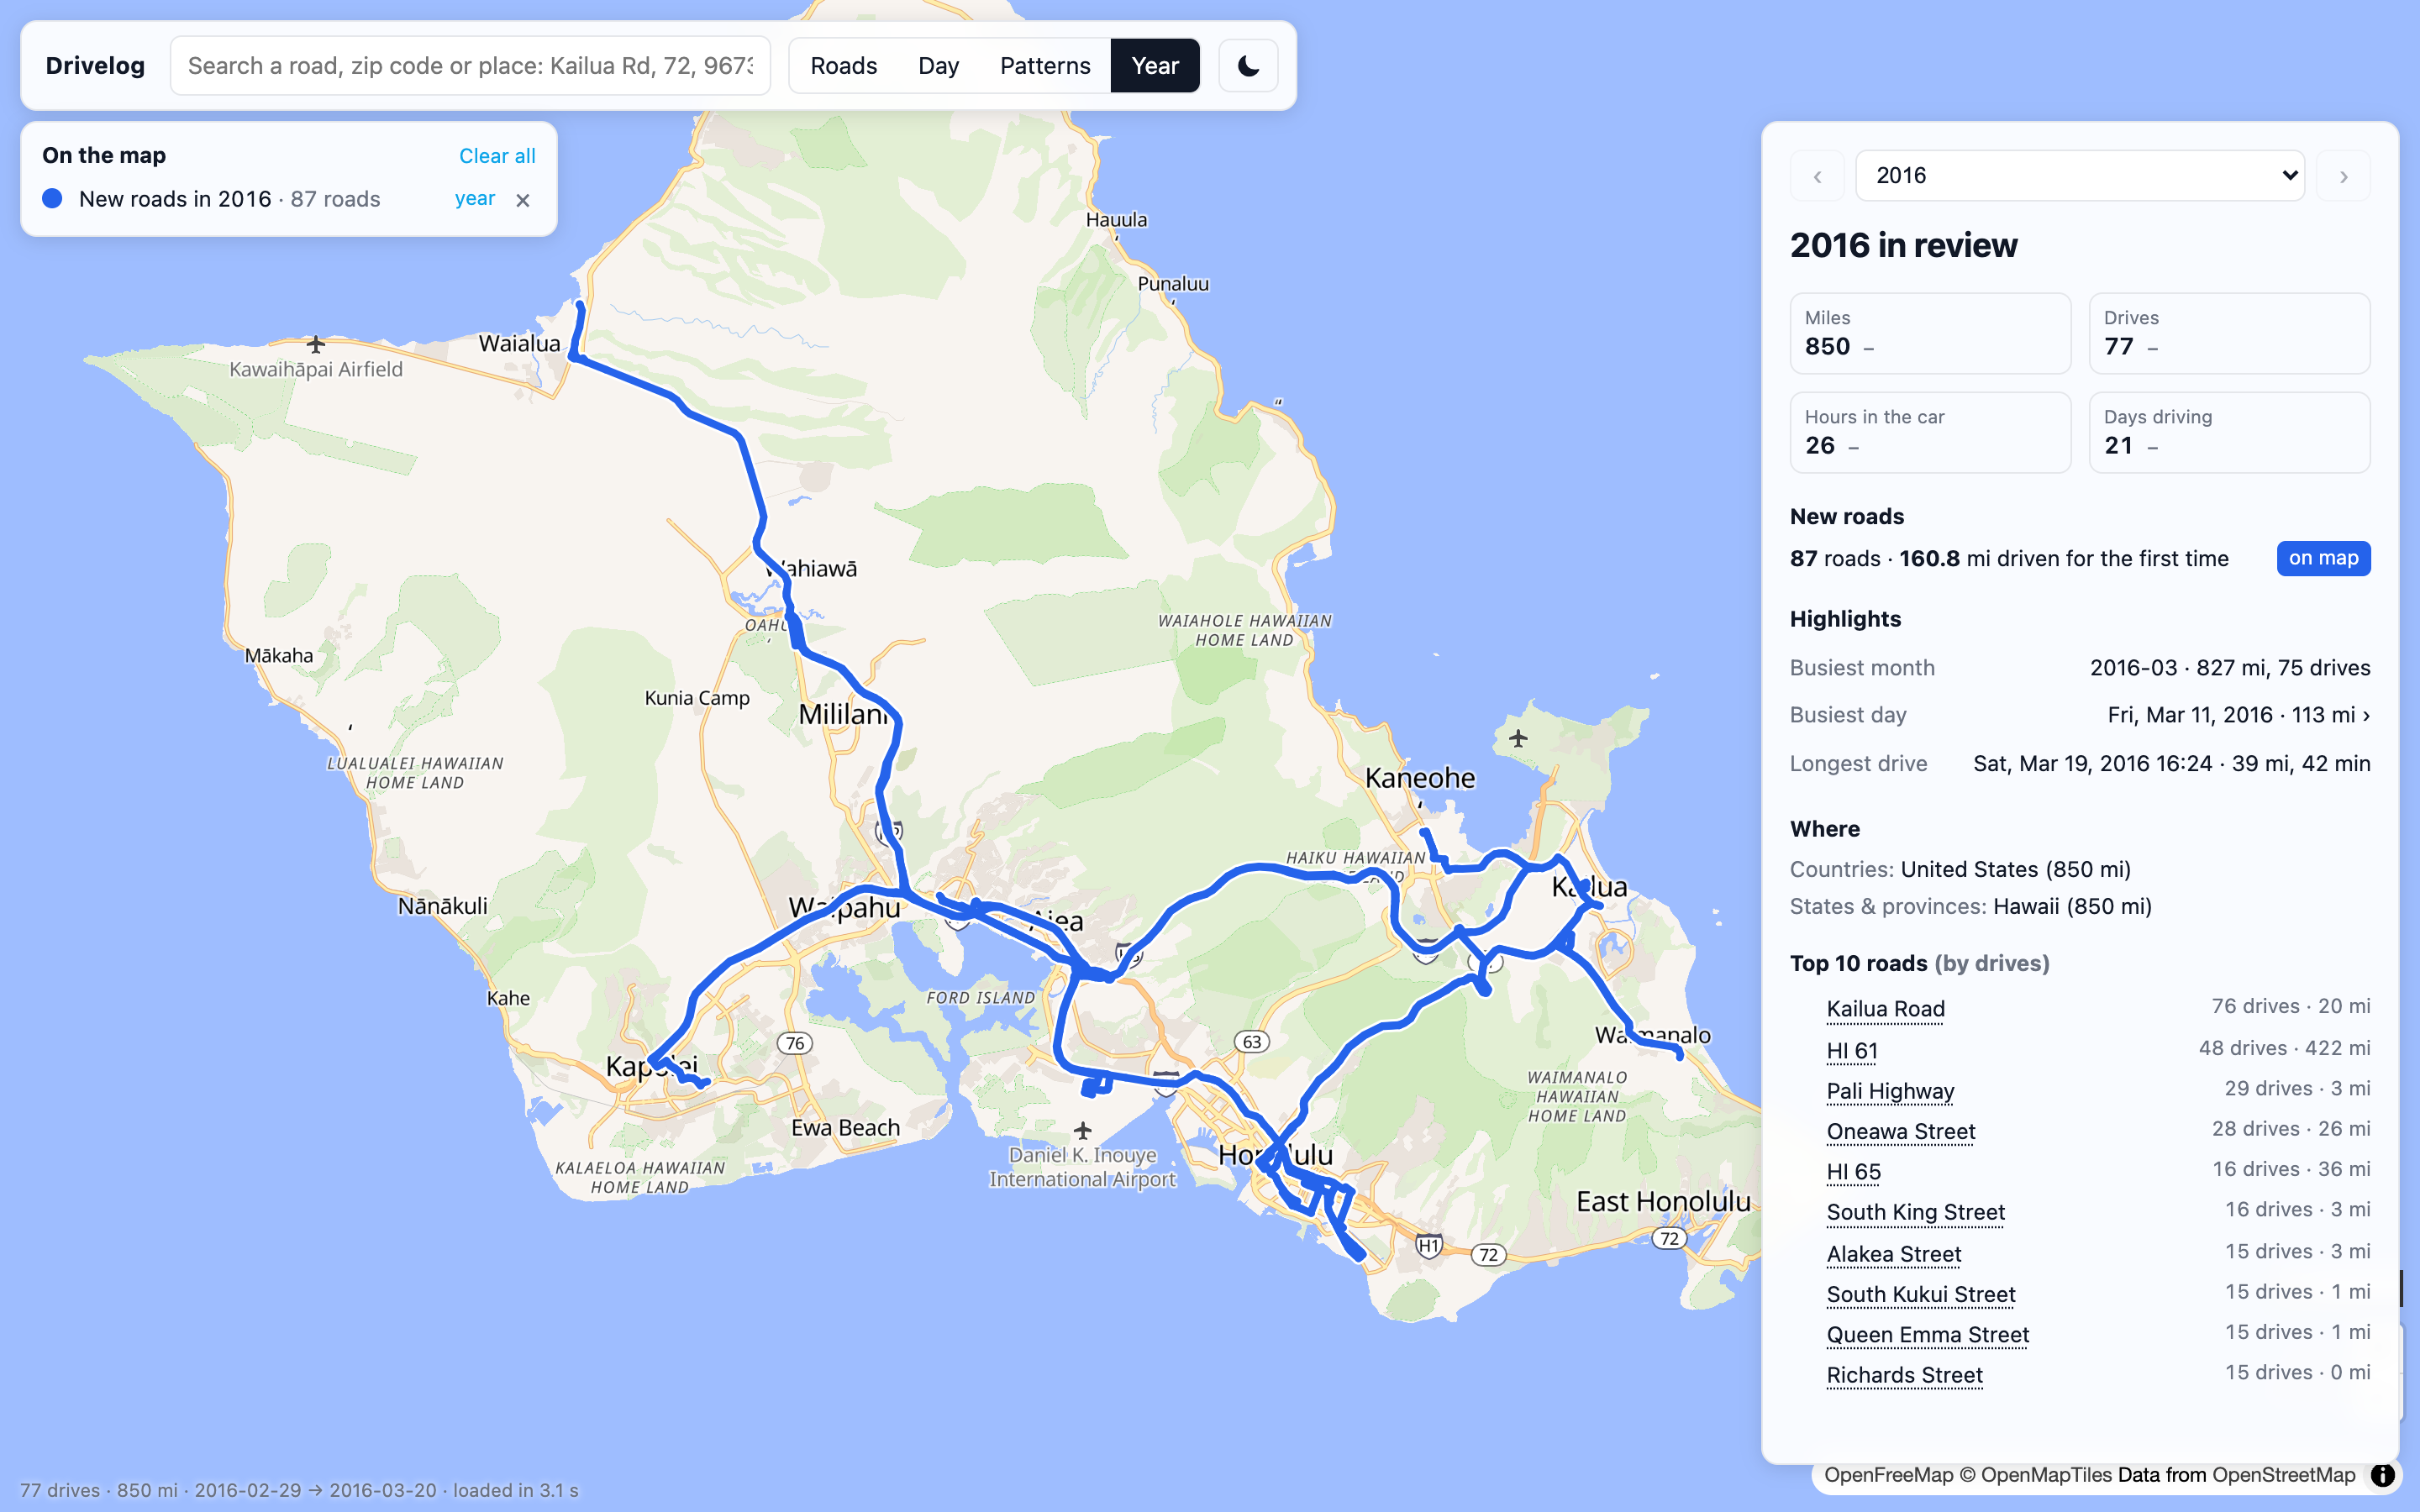 Drivelog
Search a road, zip code or place: Kailua Rd, 72, 9673
Roads
Day
Patterns
Year
On the map
Clear all
New roads in 2016 · 87 roads
year ×
‹
2016
›
2016 in review
Miles
850 –
Drives
77 –
Hours in the car
26 –
Days driving
21 –
New roads
87 roads · 160.8 mi driven for the first time
on map
Highlights
Busiest month
2016-03 · 827 mi, 75 drives
Busiest day
Fri, Mar 11, 2016 · 113 mi ›
Longest drive
Sat, Mar 19, 2016 16:24 · 39 mi, 42 min
Where
Countries: United States (850 mi)
States & provinces: Hawaii (850 mi)
Top 10 roads (by drives)
Kailua Road
76 drives · 20 mi
HI 61
48 drives · 422 mi
Pali Highway
29 drives · 3 mi
Oneawa Street
28 drives · 26 mi
HI 65
16 drives · 36 mi
South King Street
16 drives · 3 mi
Alakea Street
15 drives · 3 mi
South Kukui Street
15 drives · 1 mi
Queen Emma Street
15 drives · 1 mi
Richards Street
15 drives · 0 mi
Hauula
Punaluu
Waialua
Kawaihāpai Airfield
Wahiawā
OAHU
WAIAHOLE HAWAIIAN
HOME LAND
Mākaha
Kunia Camp
Mililani
LUALUALEI HAWAIIAN
HOME LAND
Kaneohe
HAIKU HAWAIIAN
Kailua
Waipahu
Aiea
Nānākuli
Kahe
FORD ISLAND
76
63
Waimanalo
Kapolei
WAIMANALO
HAWAIIAN
HOME LAND
Ewa Beach
Daniel K. Inouye
International Airport
Honolulu
KALAELOA HAWAIIAN
HOME LAND
East Honolulu
H1
72
72
77 drives · 850 mi · 2016-02-29 → 2016-03-20 · loaded in 3.1 s
OpenFreeMap © OpenMapTiles Data from OpenStreetMap